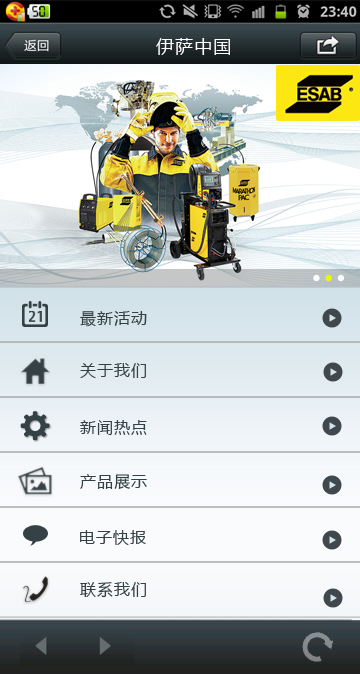 50
23:40
返回
伊萨中国
ESAB
MARATHON
PAC
21
最新活动
关于我们
新闻热点
产品展示
电子快报
联系我们